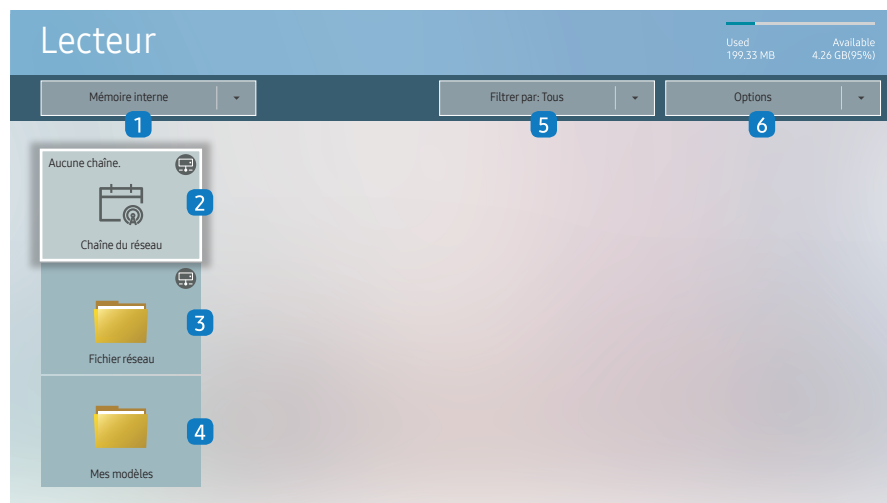 Lecteur
Used Available
199.33 MB 4.26 GB(95%)
Mémoire interne
Filtrer par: Tous
Options
1
5
6
Aucune chaîne.
2
Chaîne du réseau
3
Fichier réseau
4
Mes modèles